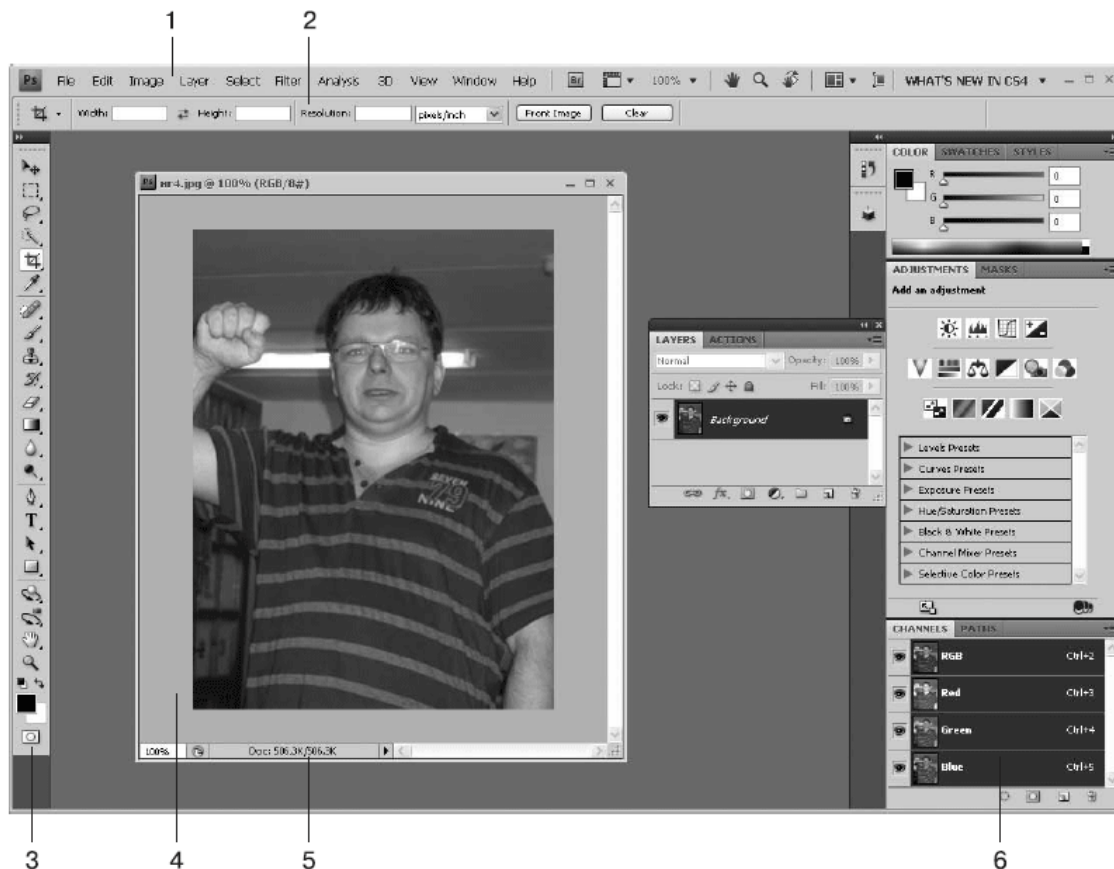 1 2
Ps File Edit Image Layer Select Filter Analysis 3D View Window Help Br 100% WHAT'S NEW IN CS4
Width: Height: Resolution: pixels/inch Front Image Clear
COLOR SWATCHES STYLES
Ps нг4.jpg @ 100% (RGB/8#)
R 0
G 0
B 0
ADJUSTMENTS MASKS
Add an adjustment
LAYERS ACTIONS
Normal Opacity: 100%
Lock: Fill: 100%
Background
SEVEN
79
NINE
Levels Presets
Curves Presets
Exposure Presets
Hue/Saturation Presets
Black & White Presets
Channel Mixer Presets
Selective Color Presets
T
CHANNELS PATHS
RGB Ctrl+2
Red Ctrl+3
Green Ctrl+4
Blue Ctrl+5
100% Doc: 506.3K/506.3K
3 4 5 6